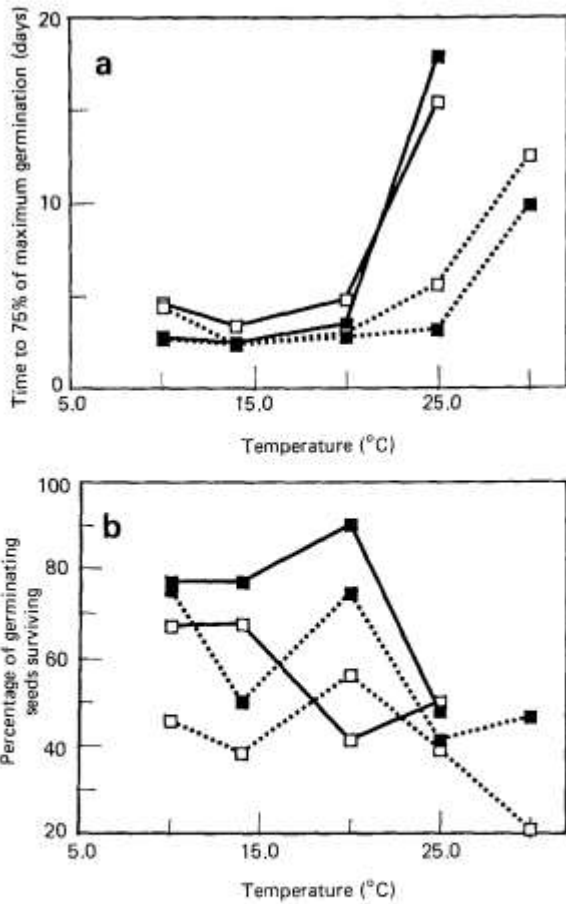 Time to 75% of maximum germination (days)
20
a
10
0
5.0 15.0 25.0
Temperature (°C)
Percentage of germinating
seeds surviving
100
b
80
60
40
20
5.0 15.0 25.0
Temperature (°C)